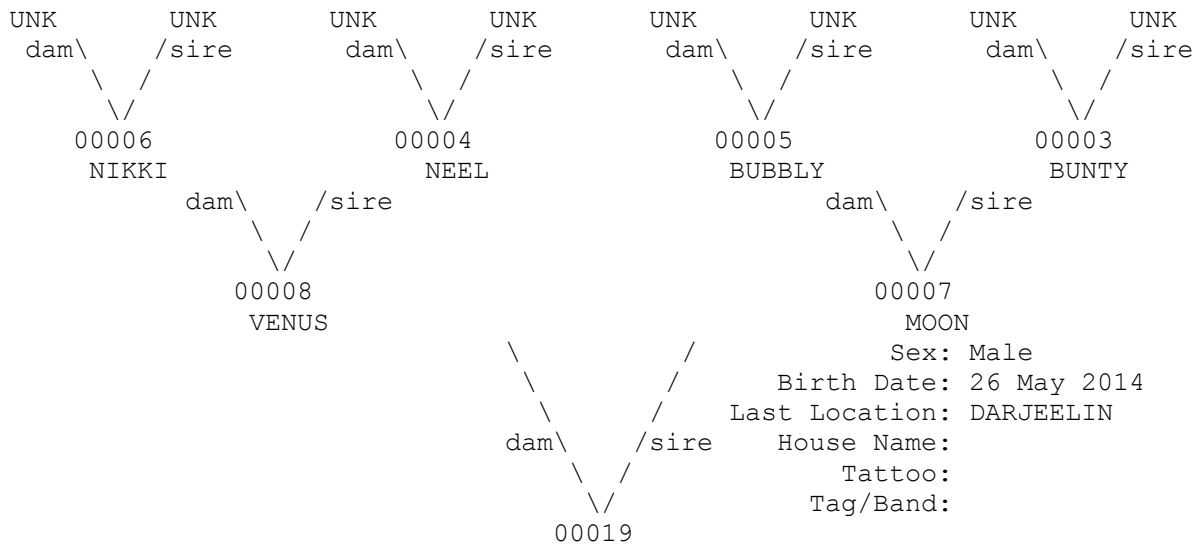 UNK UNK UNK UNK UNK UNK UNK UNK
dam\ /sire dam\ /sire dam\ /sire dam\ /sire
\ / \ / \ / \ /
\/ \/ \/ \/
00006 00004 00005 00003
NIKKI NEEL BUBBLY BUNTY
dam\ /sire dam\ /sire
\ / \ /
\/ \/
00008 00007
VENUS MOON
\ / Sex: Male
\ / Birth Date: 26 May 2014
\ / Last Location: DARJEELIN
dam\ /sire House Name:
\ / Tattoo:
\/ Tag/Band:
00019